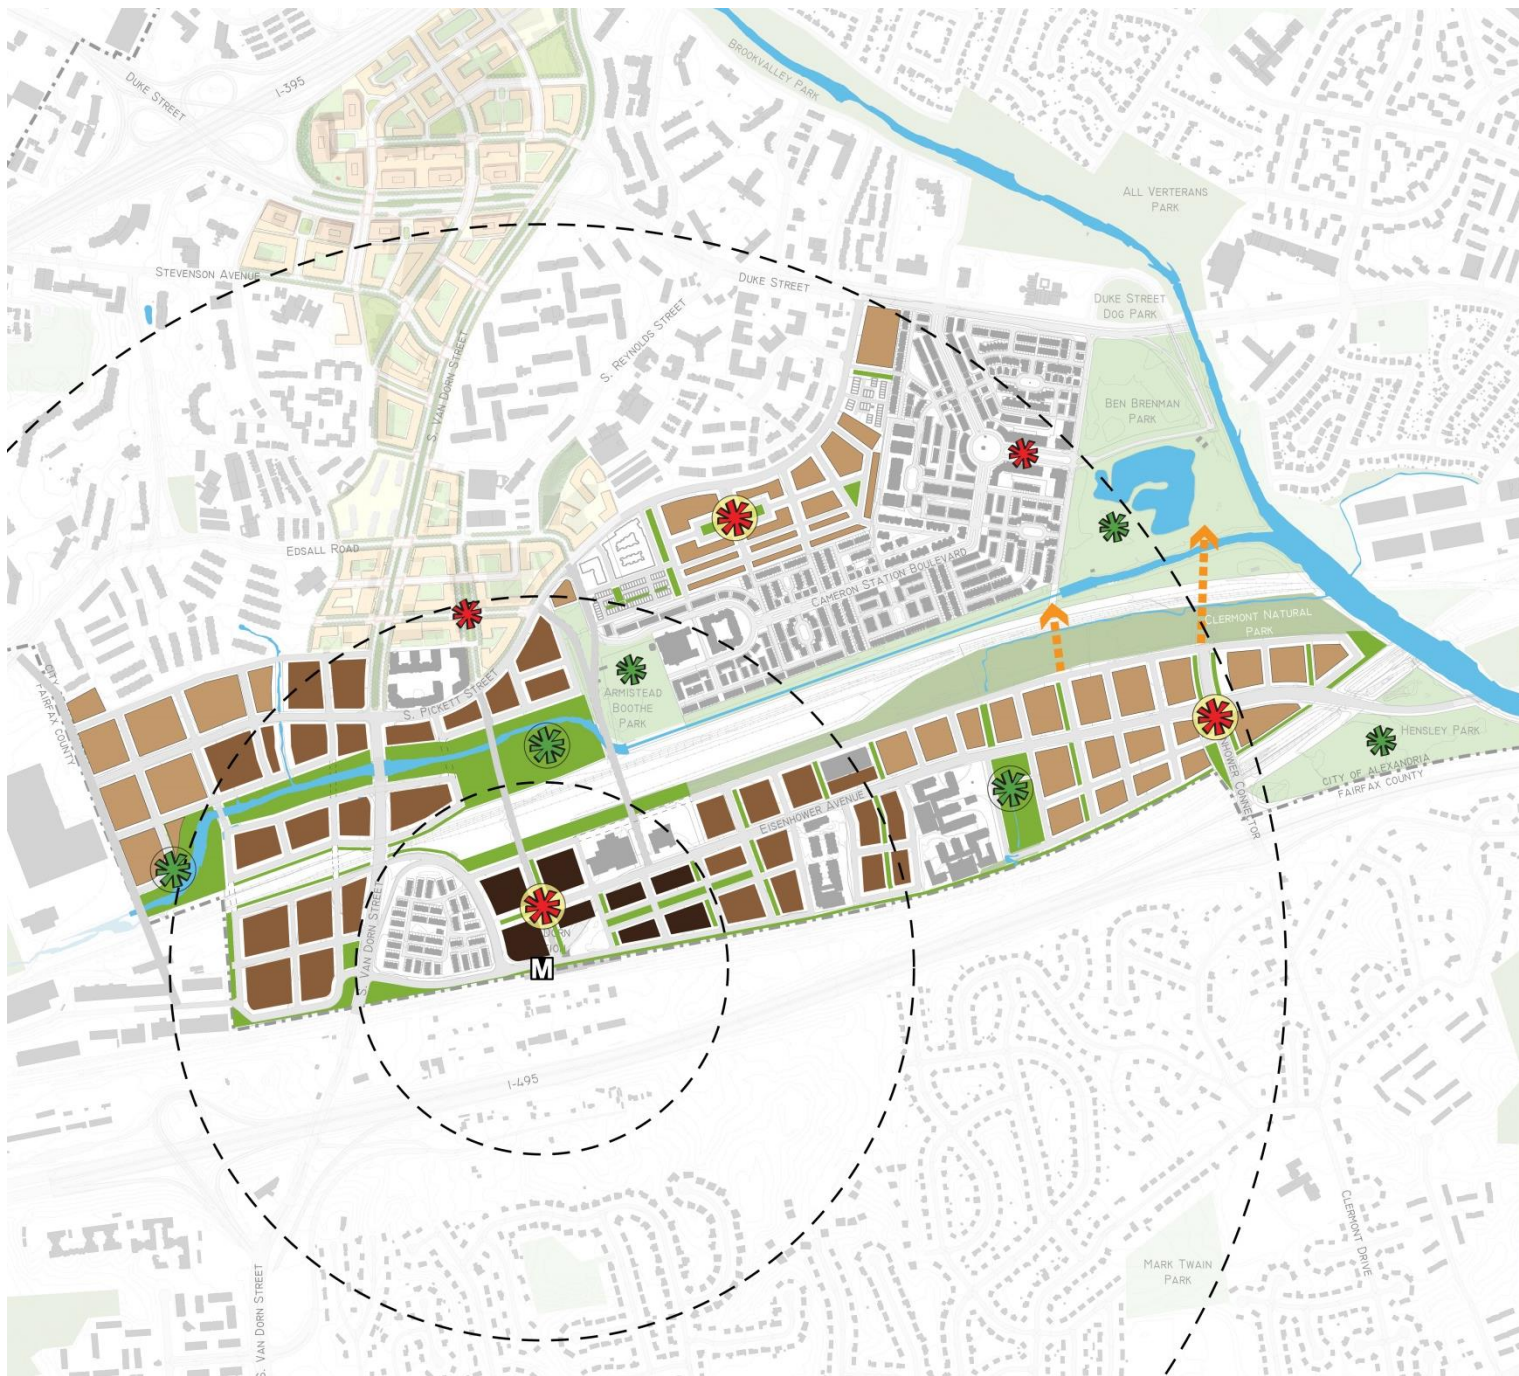 BROOKVALLEY PARK
DUKE STREET
I-395
ALL VERTERANS
PARK
STEVENSON AVENUE
DUKE STREET
DUKE STREET
DOG PARK
S. REYNOLDS STREET
S. VAN DORN STREET
BEN BRENMAN
PARK
EDSALL ROAD
CAMERON STATION BOULEVARD
CLERMONT NATURAL
PARK
CITY OF
FAIRFAX COUNTY
S. PICKETT STREET
ARMISTEAD
BOOTHE
PARK
HENSLEY PARK
CITY OF ALEXANDRIA
FAIRFAX COUNTY
CONNECTOR
EISENHOWER AVENUE
S. VAN DORN STREET
M
I-495
CLERMONT DRIVE
MARK TWAIN
PARK
S. VAN DORN STREET